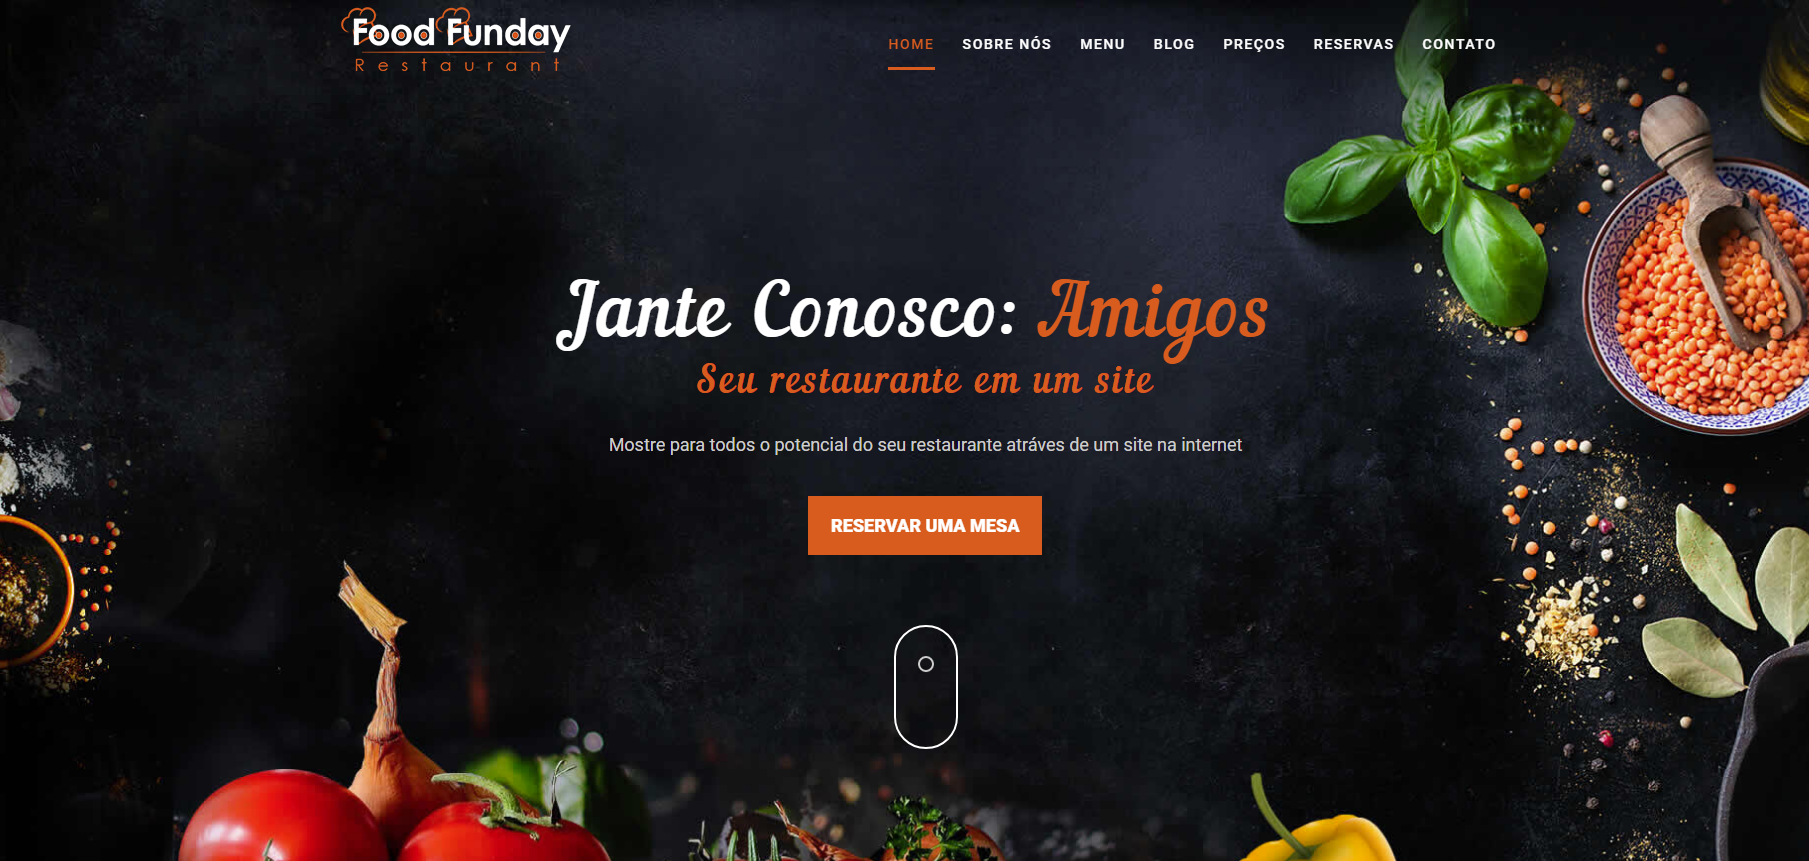 Food Funday
Restaurant
HOME SOBRE NÓS MENU BLOG PREÇOS RESERVAS CONTATO
Jante Conosco: Amigos
Seu restaurante em um site
Mostre para todos o potencial do seu restaurante atráves de um site na internet
RESERVAR UMA MESA